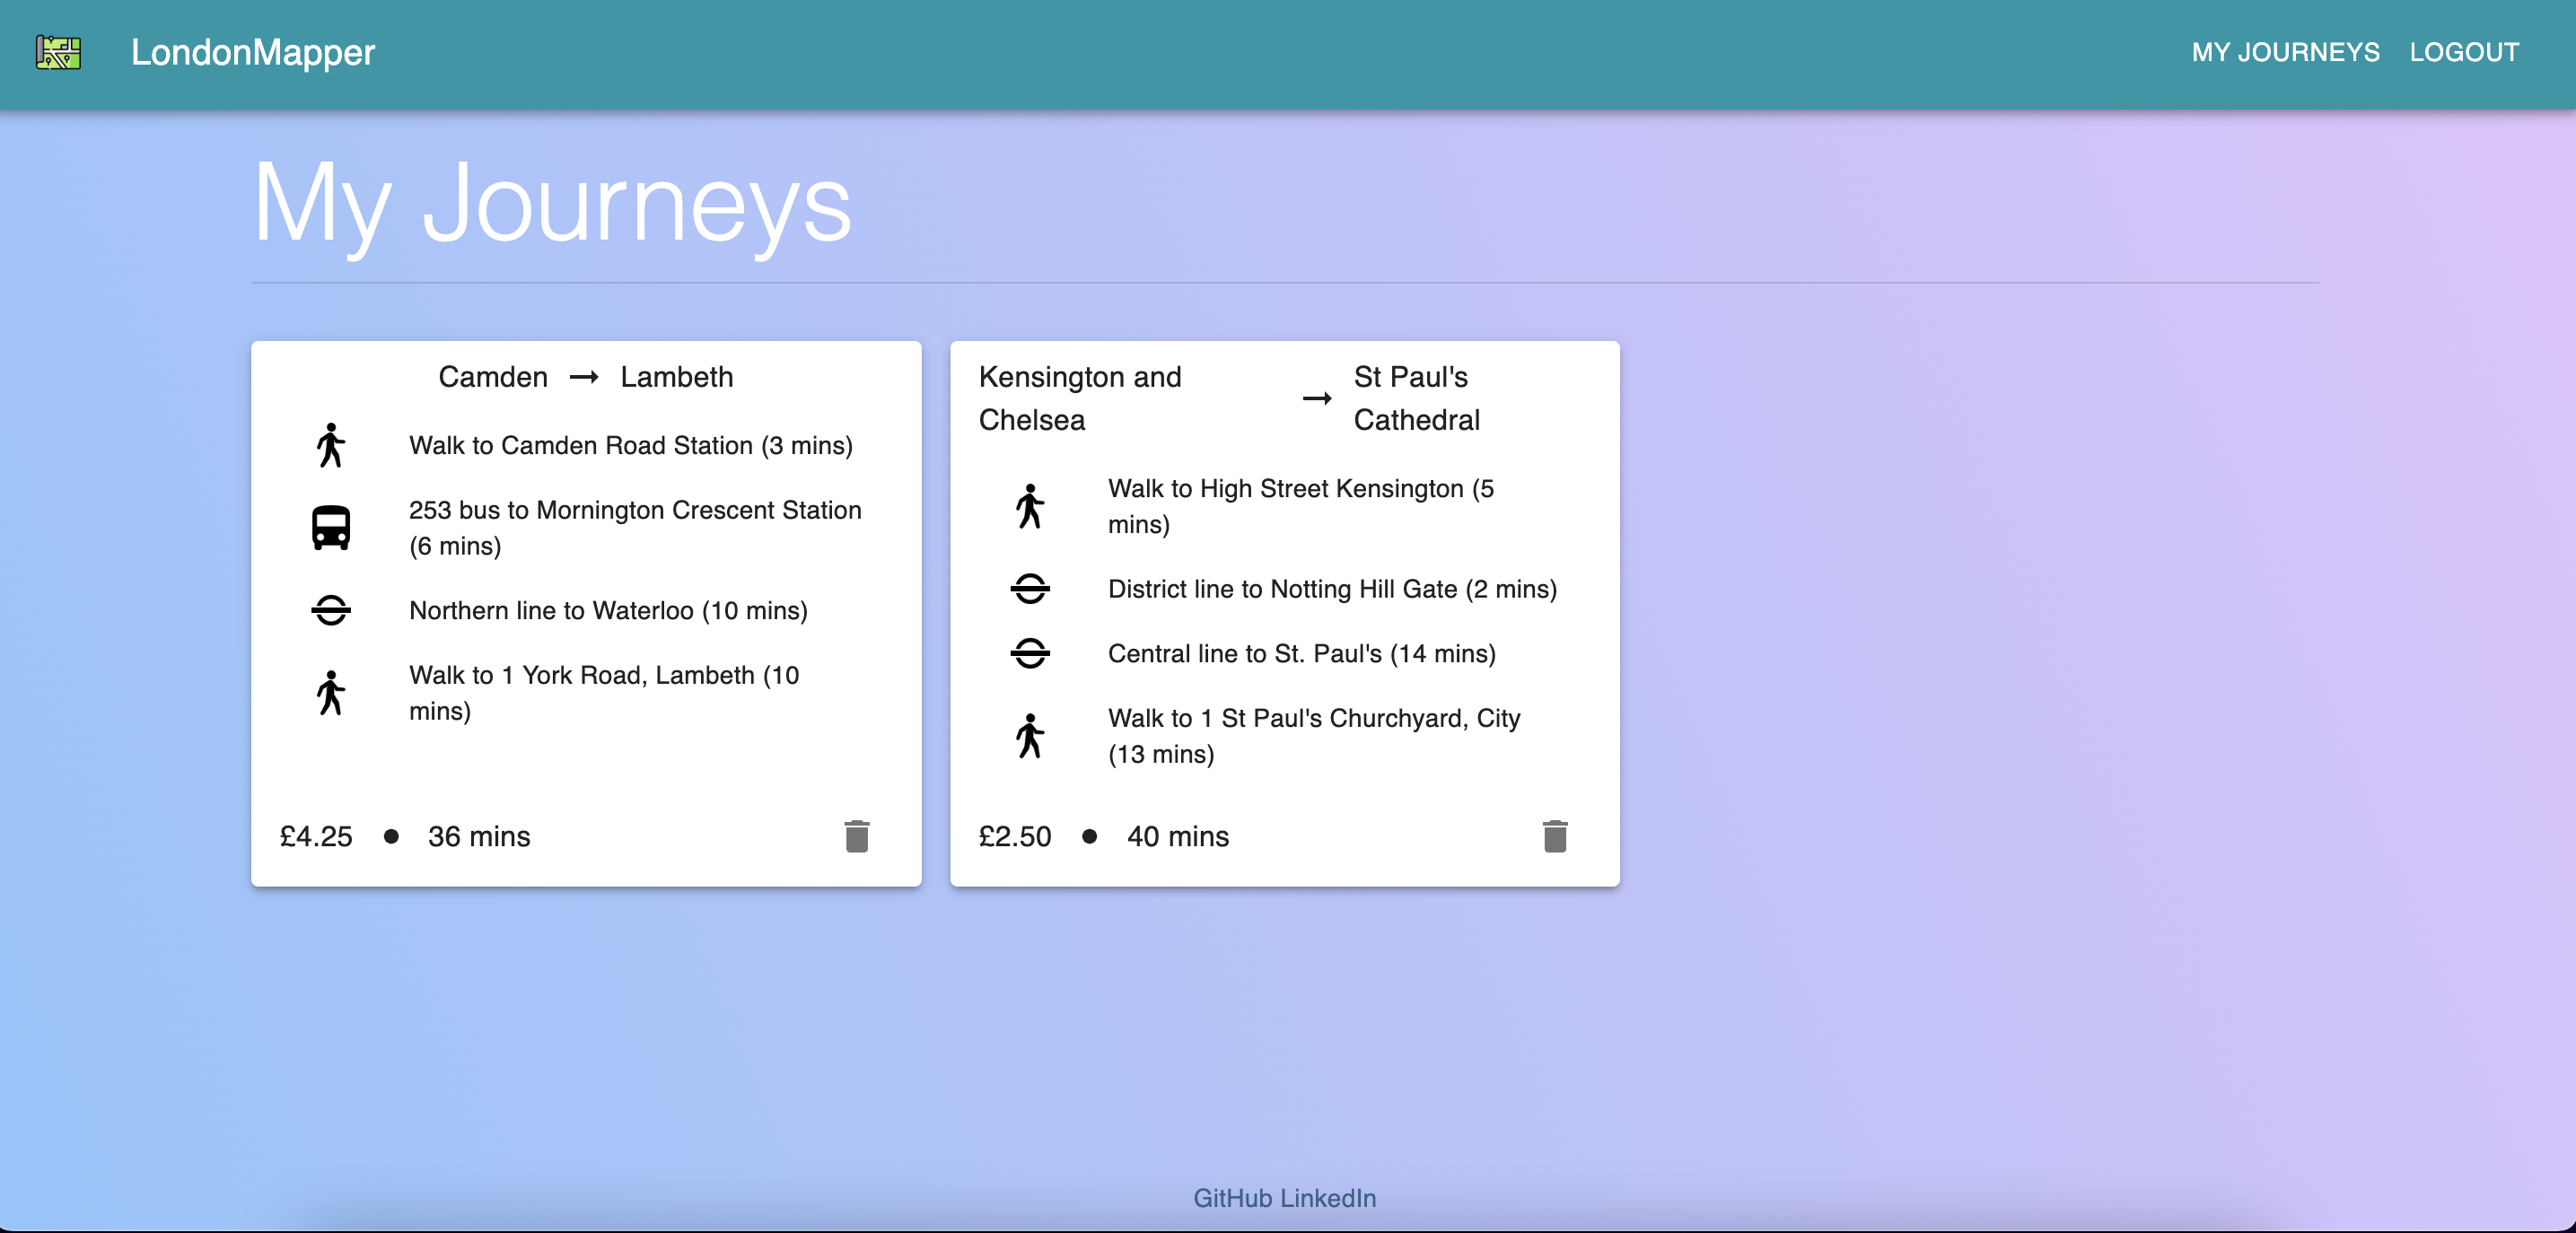 LondonMapper
MY JOURNEYS LOGOUT
My Journeys
Camden → Lambeth
Walk to Camden Road Station (3 mins)
253 bus to Mornington Crescent Station
(6 mins)
Northern line to Waterloo (10 mins)
Walk to 1 York Road, Lambeth (10
mins)
£4.25 ● 36 mins
Kensington and
Chelsea
→
St Paul's
Cathedral
Walk to High Street Kensington (5
mins)
District line to Notting Hill Gate (2 mins)
Central line to St. Paul's (14 mins)
Walk to 1 St Paul's Churchyard, City
(13 mins)
£2.50 ● 40 mins
GitHub LinkedIn